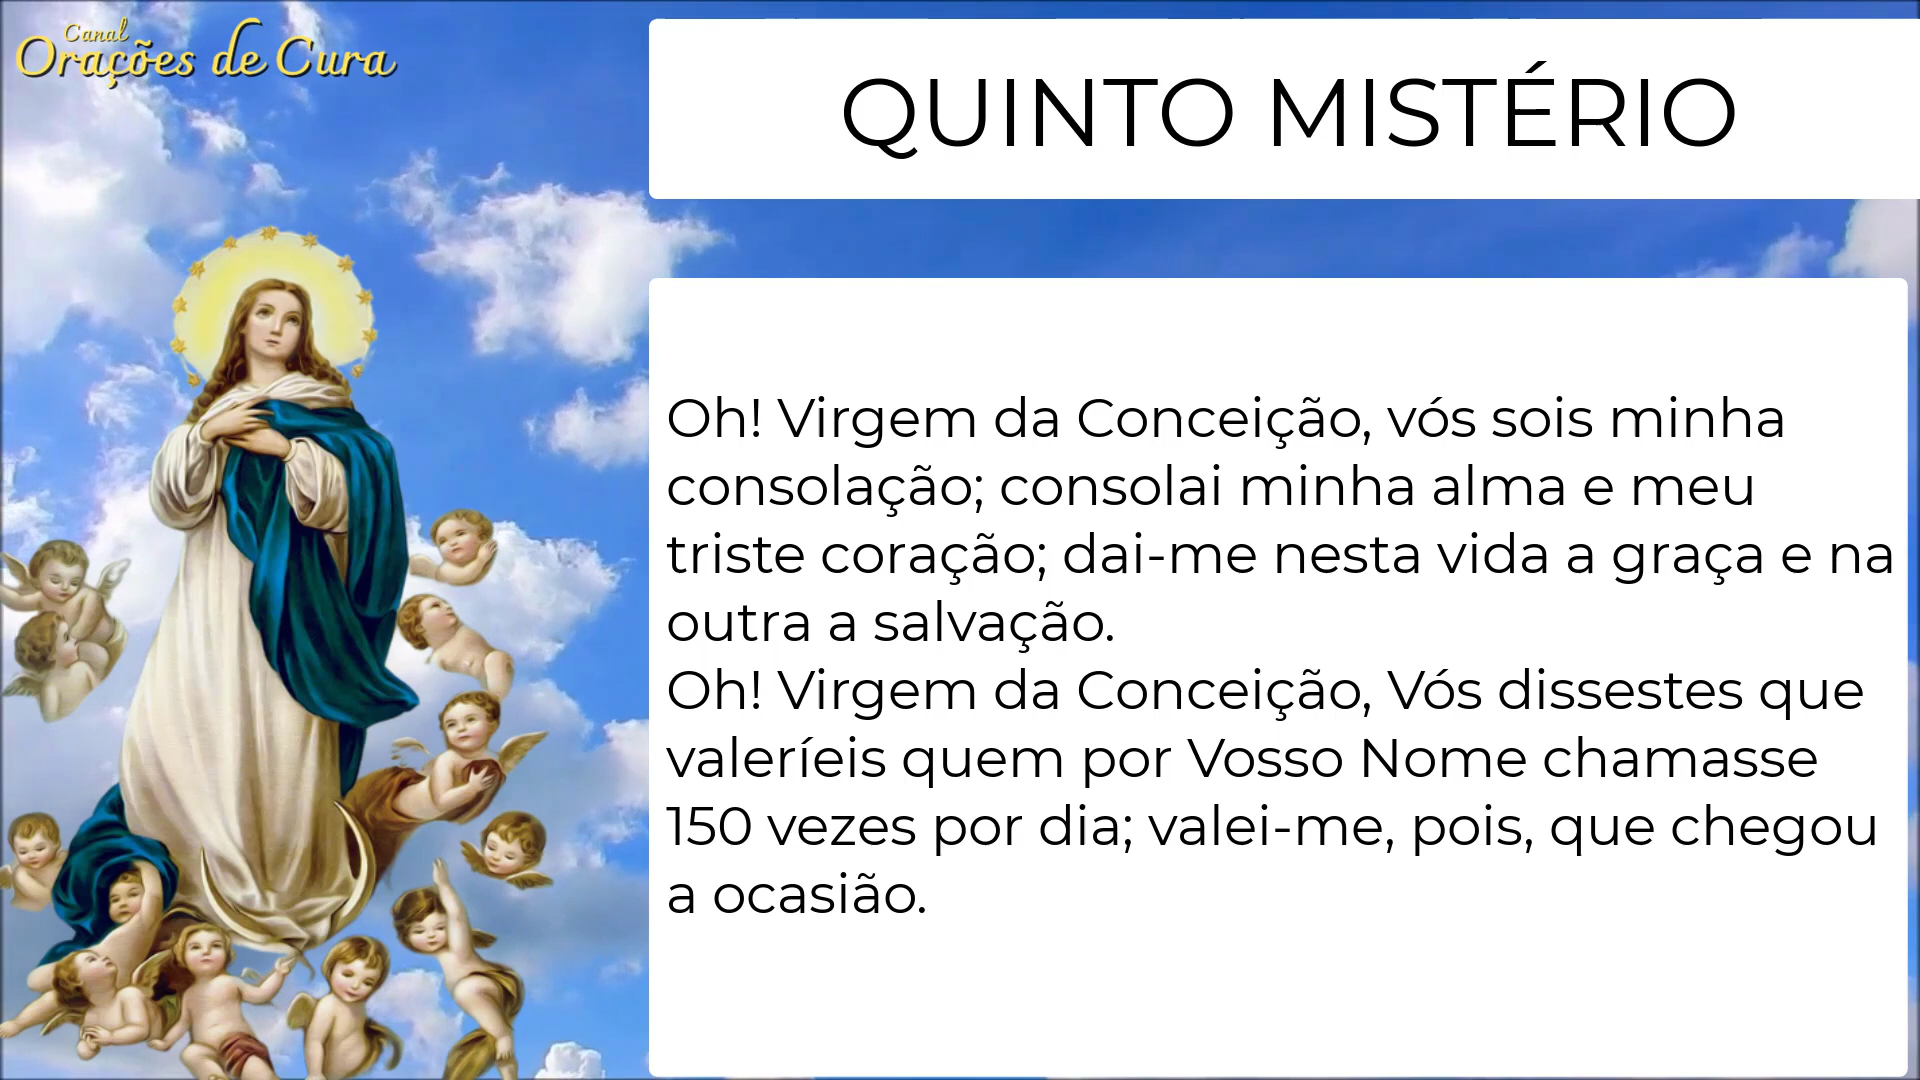 Canal
Orações de Cura
QUINTO MISTÉRIO
Oh! Virgem da Conceição, vós sois minha
consolação; consolai minha alma e meu
triste coração; dai-me nesta vida a graça e na
outra a salvação.
Oh! Virgem da Conceição, Vós dissestes que
valeríeis quem por Vosso Nome chamasse
150 vezes por dia; valei-me, pois, que chegou
a ocasião.